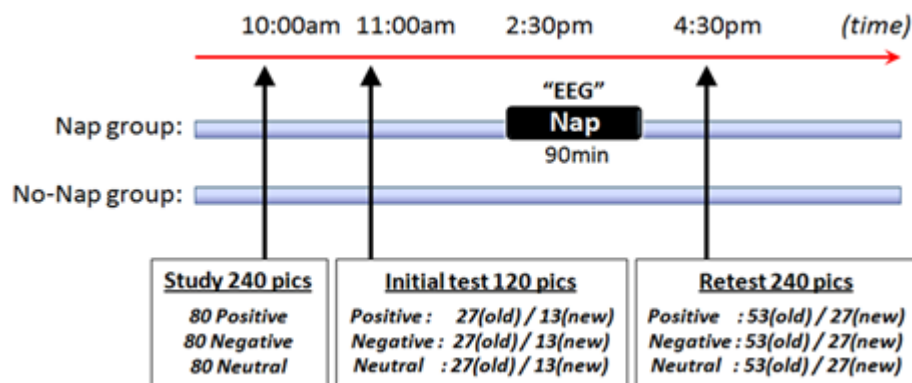 10:00am 11:00am 2:30pm 4:30pm (time)
“EEG”
Nap group: Nap
90min
No-Nap group:
Study 240 pics
80 Positive
80 Negative
80 Neutral
Initial test 120 pics
Positive : 27(old) / 13(new)
Negative : 27(old) / 13(new)
Neutral : 27(old) / 13(new)
Retest 240 pics
Positive : 53(old) / 27(new)
Negative : 53(old) / 27(new)
Neutral : 53(old) / 27(new)